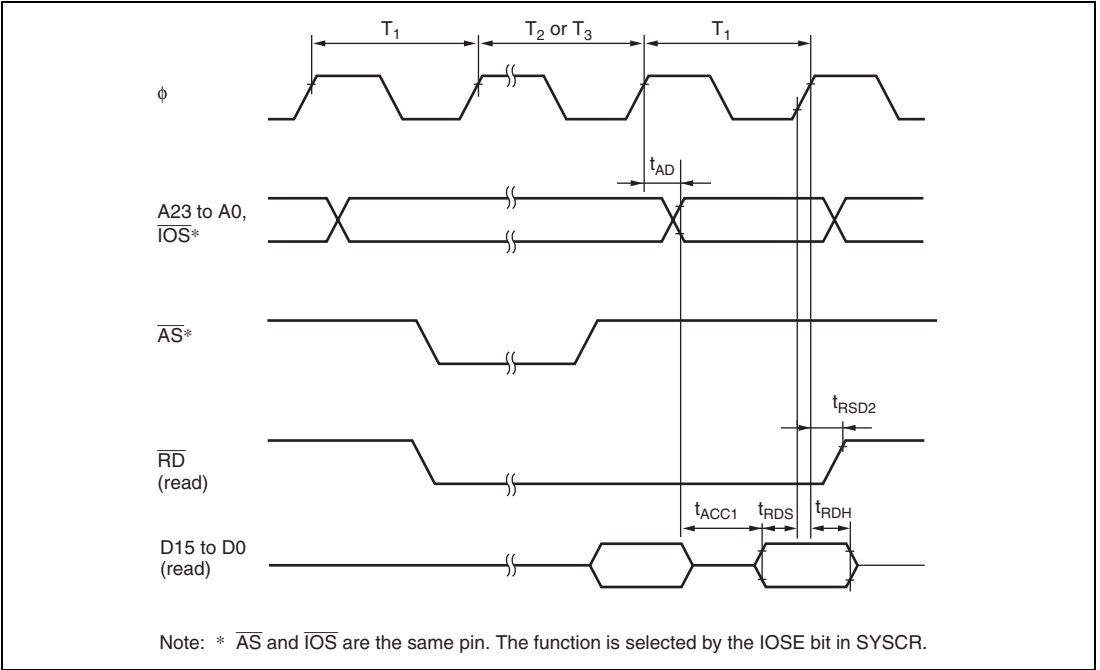 T1 T2 or T3 T1
φ
tAD
A23 to A0,
IOS*
AS*
tRSD2
RD
(read)
tACC1 tRDS tRDH
D15 to D0
(read)
Note: * AS and IOS are the same pin. The function is selected by the IOSE bit in SYSCR.